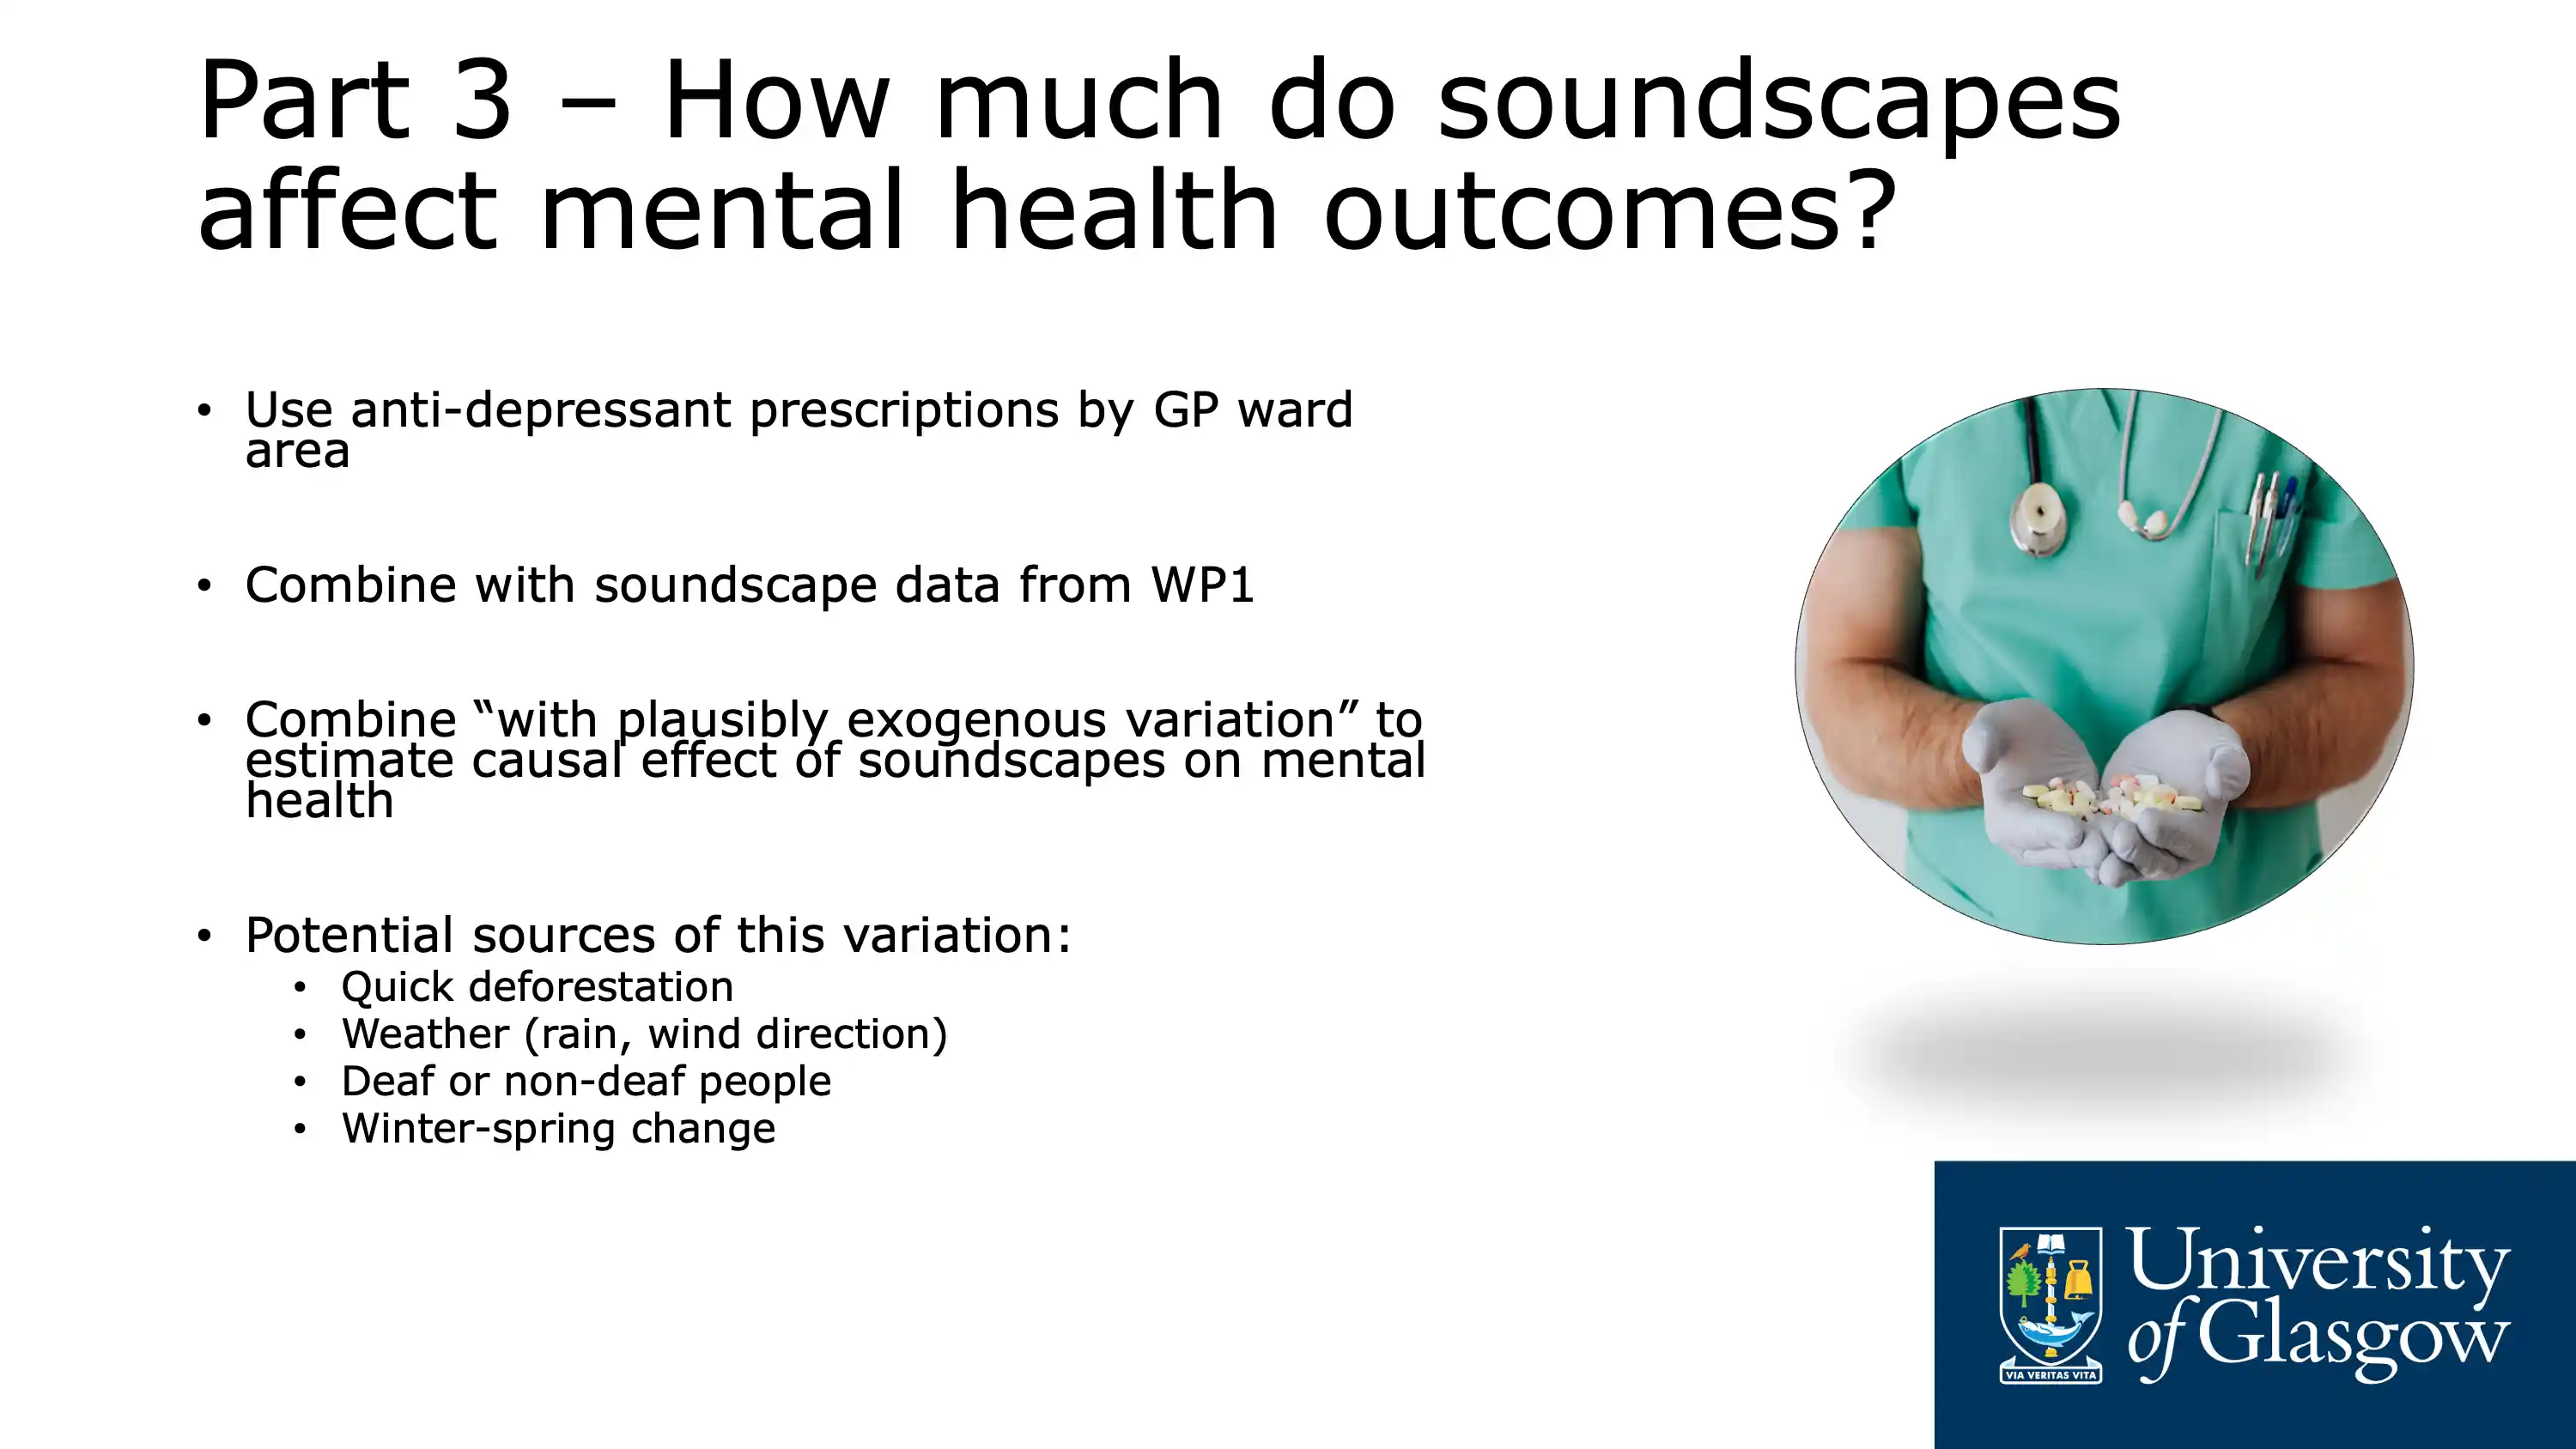 Part 3 – How much do soundscapes
affect mental health outcomes?
• Use anti-depressant prescriptions by GP ward
area
• Combine with soundscape data from WP1
• Combine “with plausibly exogenous variation” to
estimate causal effect of soundscapes on mental
health
• Potential sources of this variation:
• Quick deforestation
• Weather (rain, wind direction)
• Deaf or non-deaf people
• Winter-spring change
University
of Glasgow
VIA VERITAS VITA